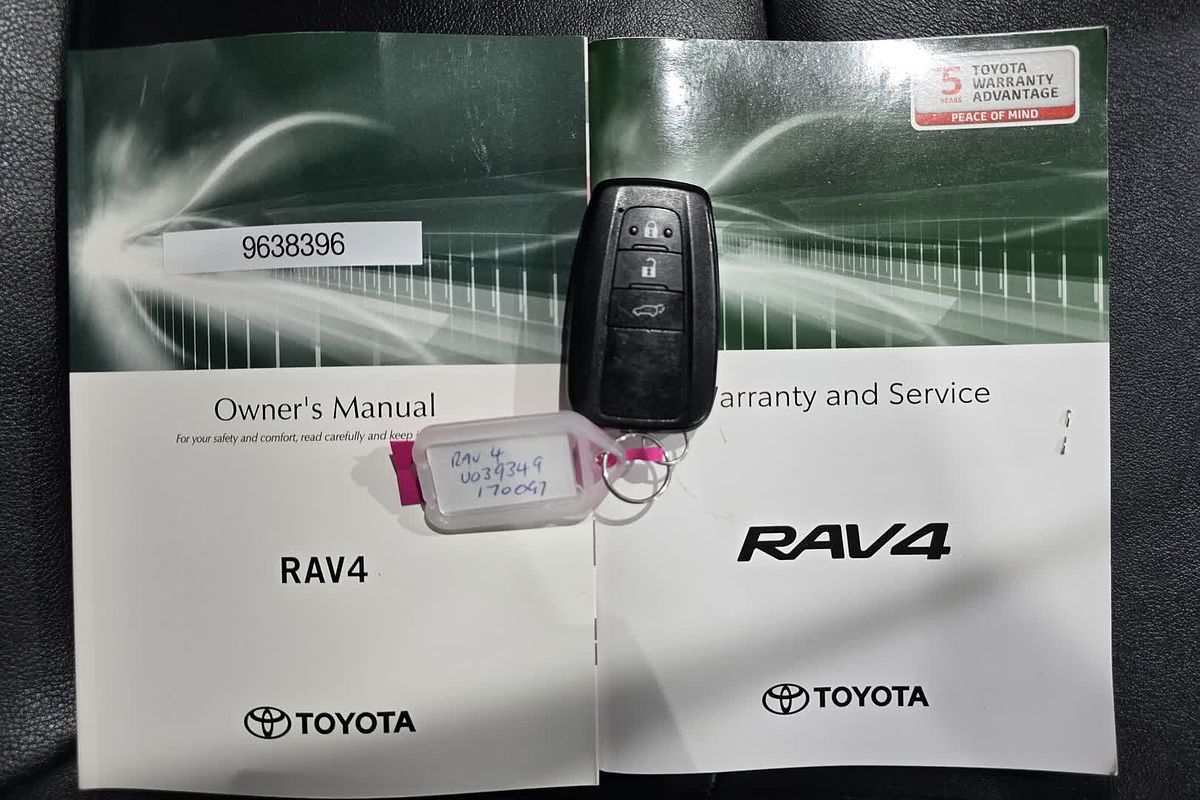 9638396
Owner's Manual
For your safety and comfort, read carefully and keep
RAV 4
U039349
170097
RAV4
TOYOTA
5 YEARS
TOYOTA
WARRANTY
ADVANTAGE
PEACE OF MIND
arranty and Service
RAV4
TOYOTA